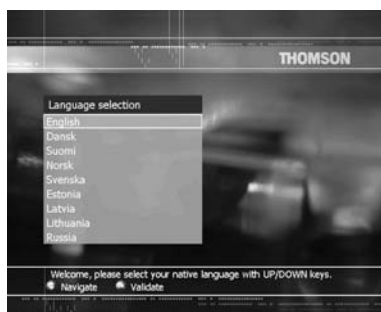 THOMSON
Language selection
English
Dansk
Suomi
Norsk
Svenska
Estonia
Latvia
Lithuania
Russia
Welcome, please select your native language with UP/DOWN keys.
Navigate Validate